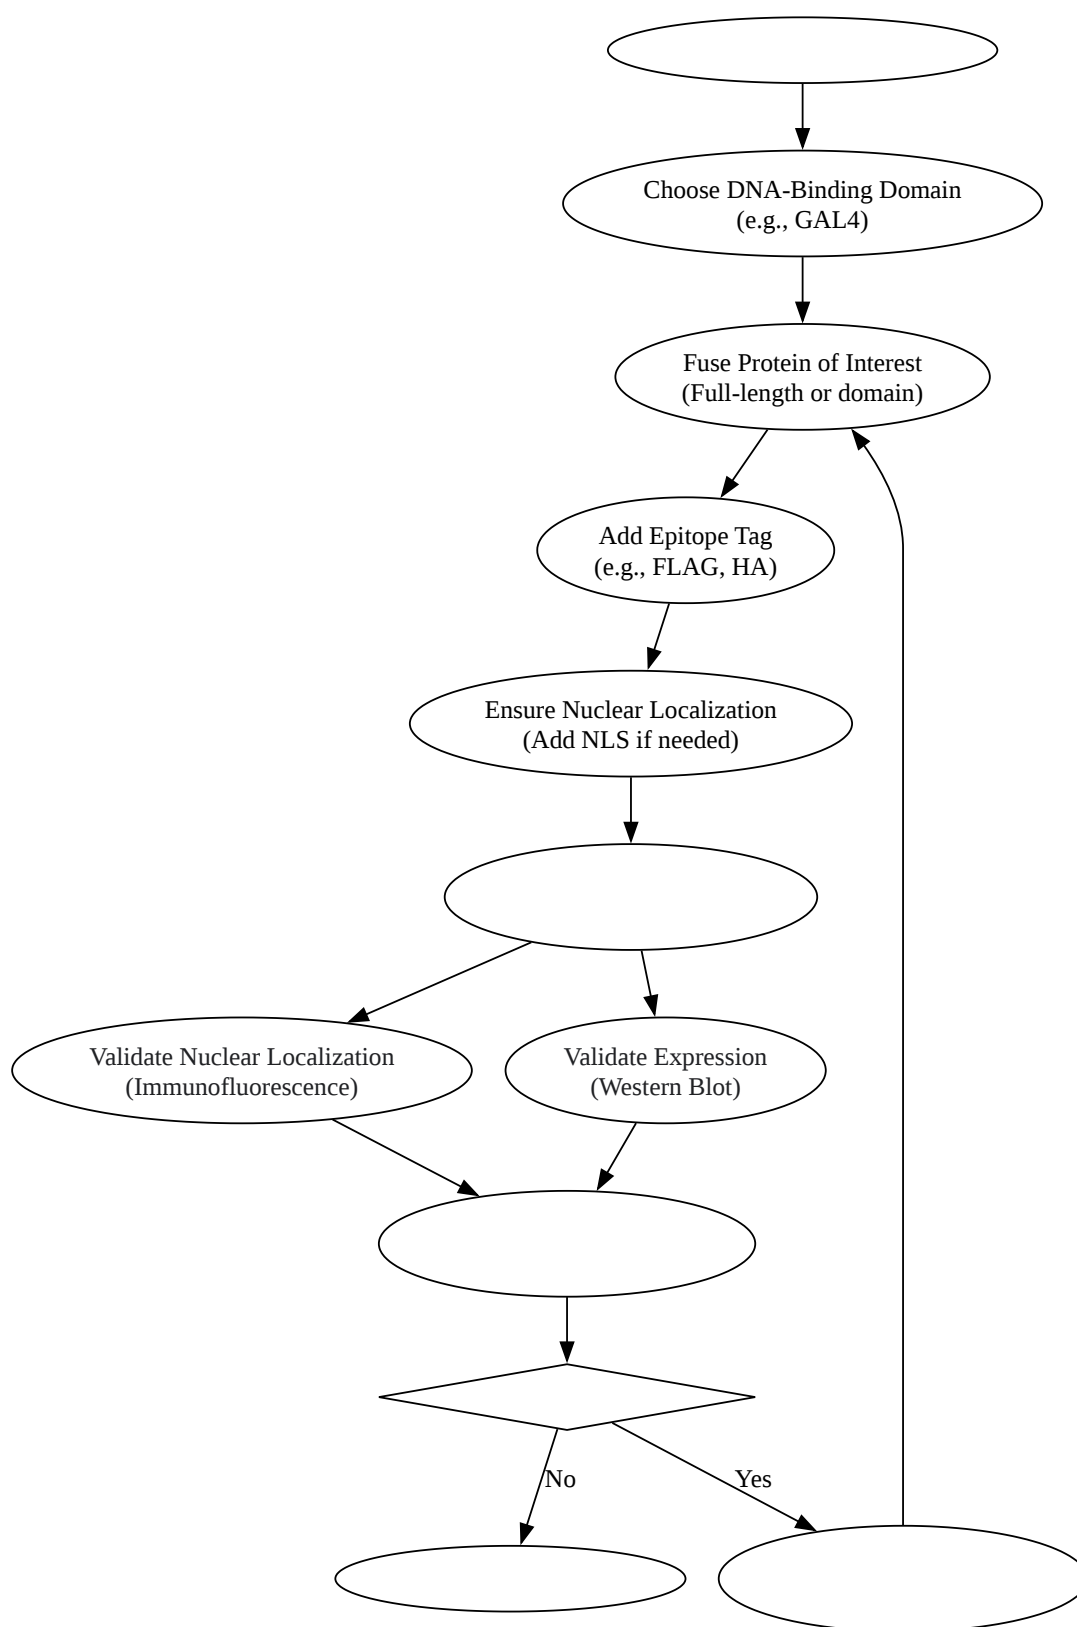 Choose DNA-Binding Domain
(e.g., GAL4)
Fuse Protein of Interest
(Full-length or domain)
Add Epitope Tag
(e.g., FLAG, HA)
Ensure Nuclear Localization
(Add NLS if needed)
Validate Nuclear Localization
(Immunofluorescence)
Validate Expression
(Western Blot)
No
Yes